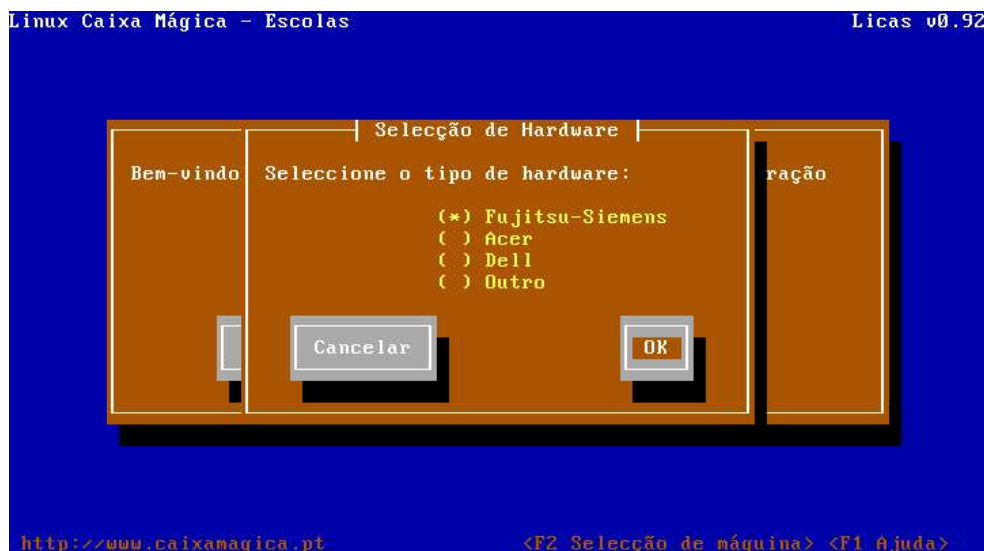 Linux Caixa Mágica - Escolas Licas v0.92
Selecção de Hardware
Bem-vindo Seleccione o tipo de hardware: ração
(*) Fujitsu-Siemens
( ) Acer
( ) Dell
( ) Outro
Cancelar OK
http://www.caixamagica.pt <F2 Selecção de máquina> <F1 Ajuda>